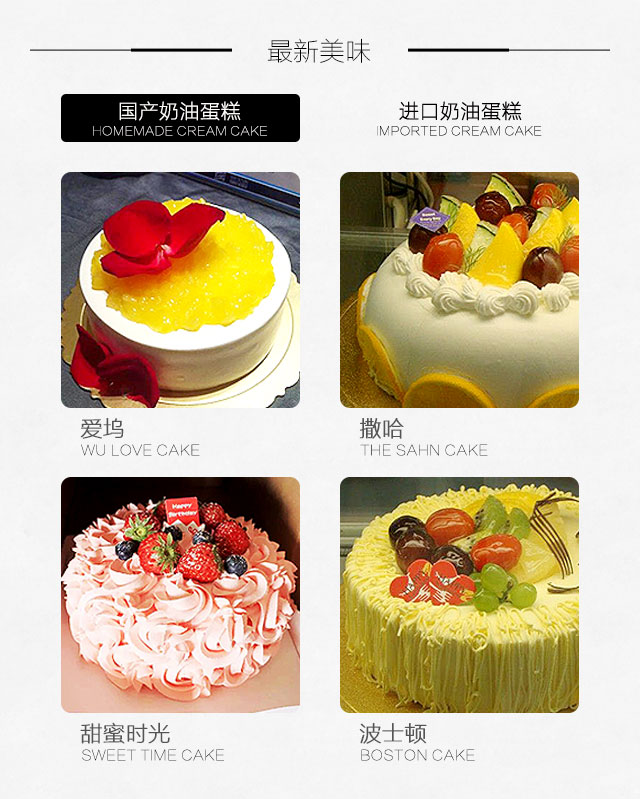 最新美味
国产奶油蛋糕
HOMEMADE CREAM CAKE
进口奶油蛋糕
IMPORTED CREAM CAKE
爱坞
WU LOVE CAKE
撒哈
THE SAHN CAKE
Happy
Birthday
甜蜜时光
SWEET TIME CAKE
波士顿
BOSTON CAKE